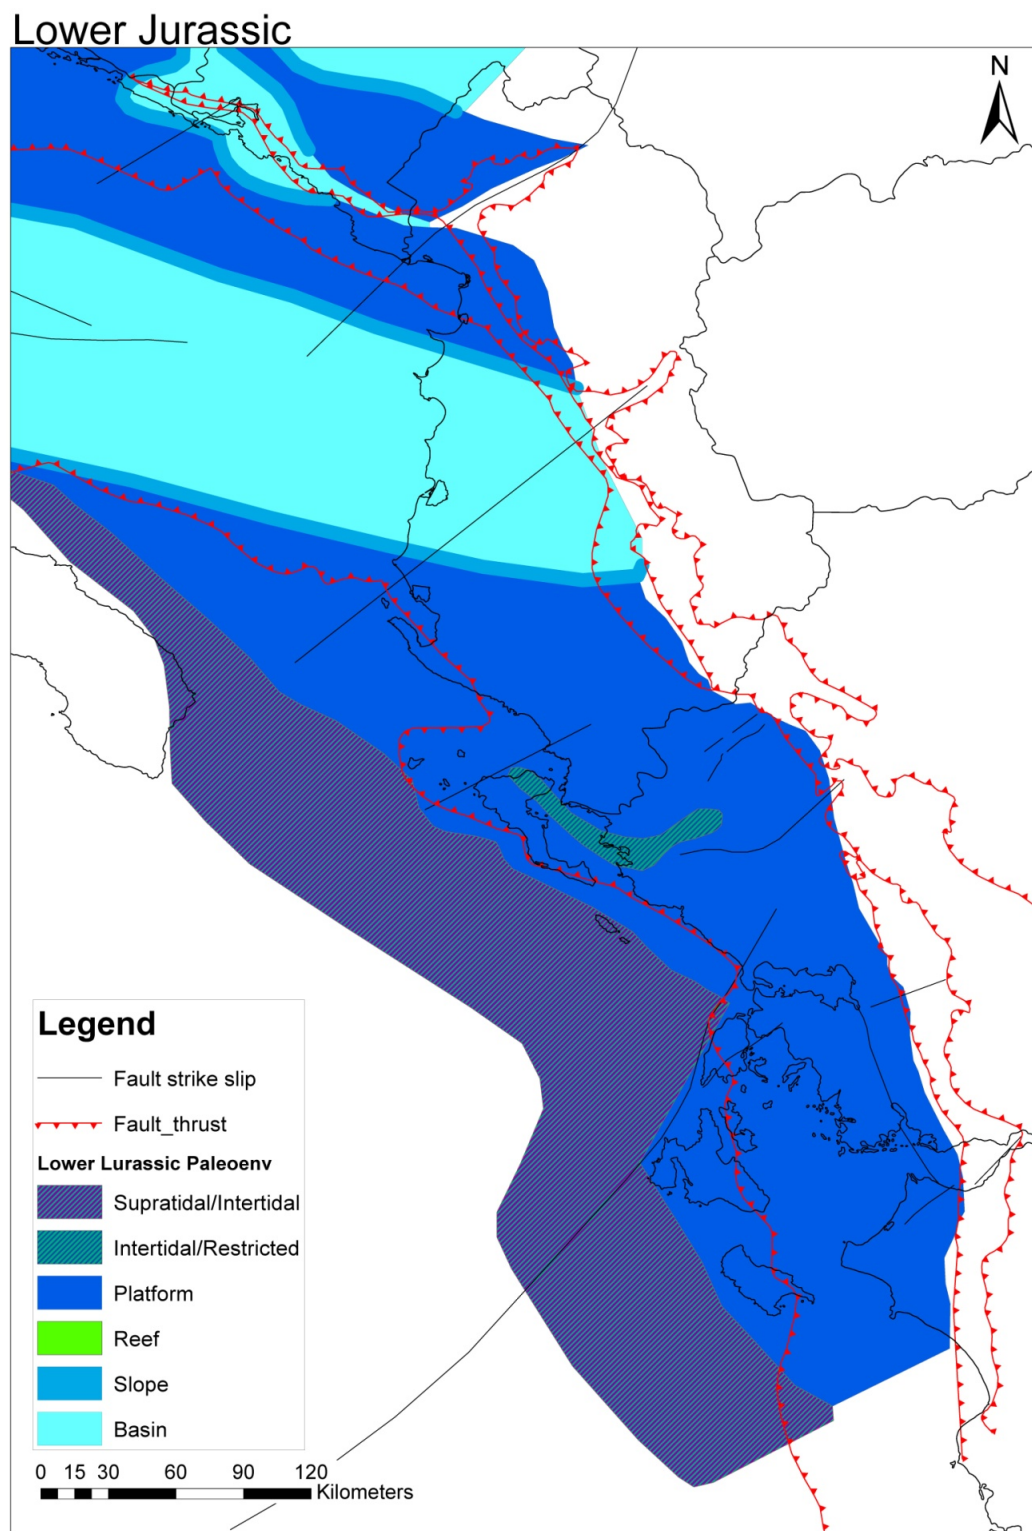 Lower Jurassic
N
Legend
Fault strike slip
Fault_thrust
Lower Lurassic Paleoenv
Supratidal/Intertidal
Intertidal/Restricted
Platform
Reef
Slope
Basin
0 15 30 60 90 120
Kilometers